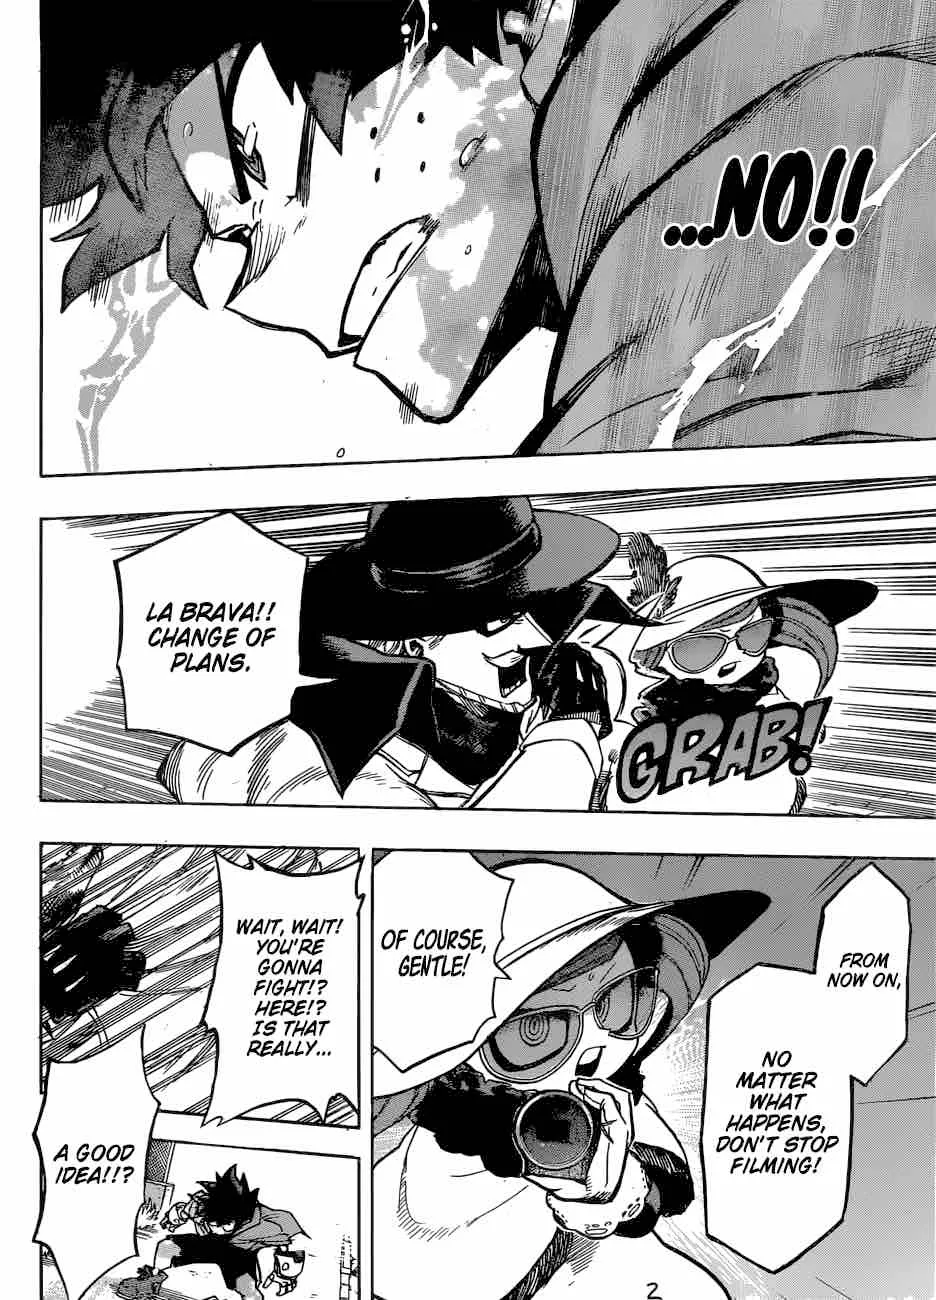 ...NO!!
LA BRAVA!!
CHANGE OF
PLANS.
GRAB!
FROM
NOW ON,
NO
MATTER
WHAT
HAPPENS,
DON'T STOP
FILMING!
OF COURSE,
GENTLE!
WAIT, WAIT!
YOU'RE
GONNA
FIGHT!?
HERE!?
IS THAT
REALLY...
A GOOD
IDEA!!?
2